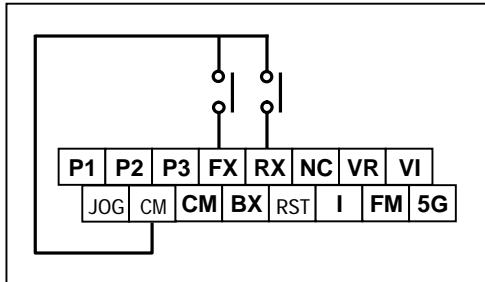 P1 P2 P3 FX RX NC VR VI
JOG CM CM BX RST I FM 5G